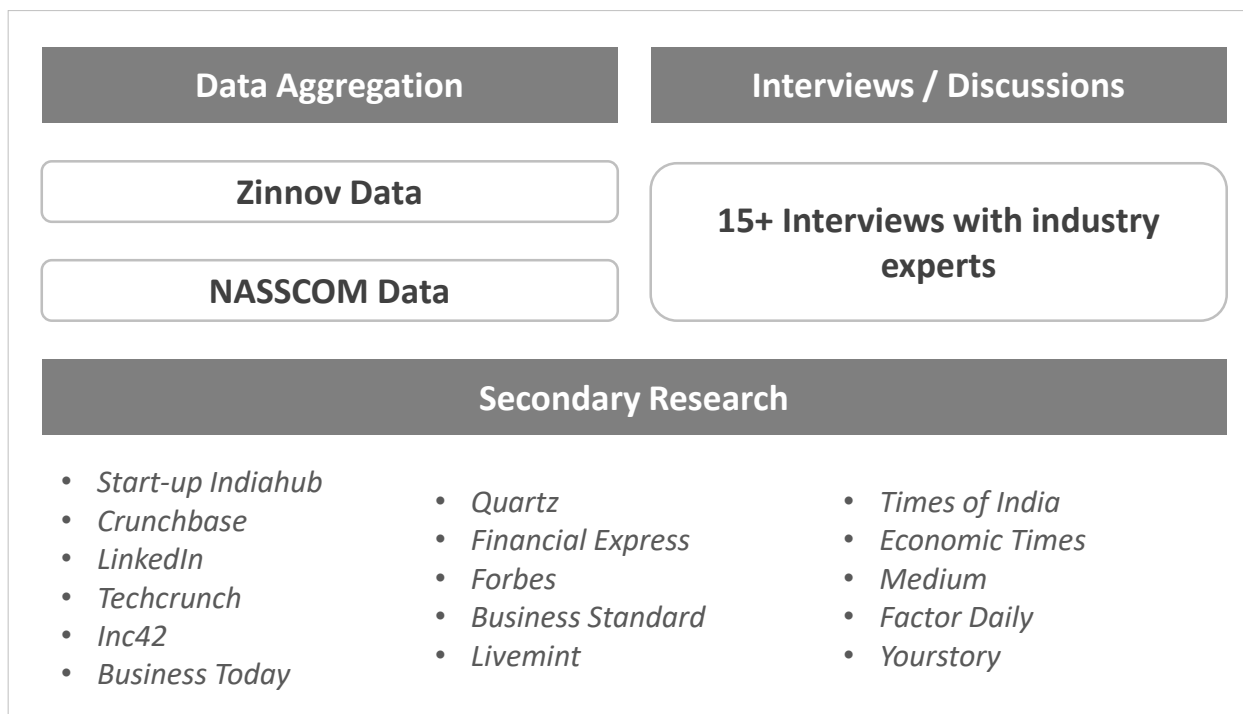 Data Aggregation
Interviews / Discussions
Zinnov Data
NASSCOM Data
15+ Interviews with industry
experts
Secondary Research
• Start-up Indiahub
• Crunchbase
• LinkedIn
• Techcrunch
• Inc42
• Business Today
• Quartz
• Financial Express
• Forbes
• Business Standard
• Livemint
• Times of India
• Economic Times
• Medium
• Factor Daily
• Yourstory